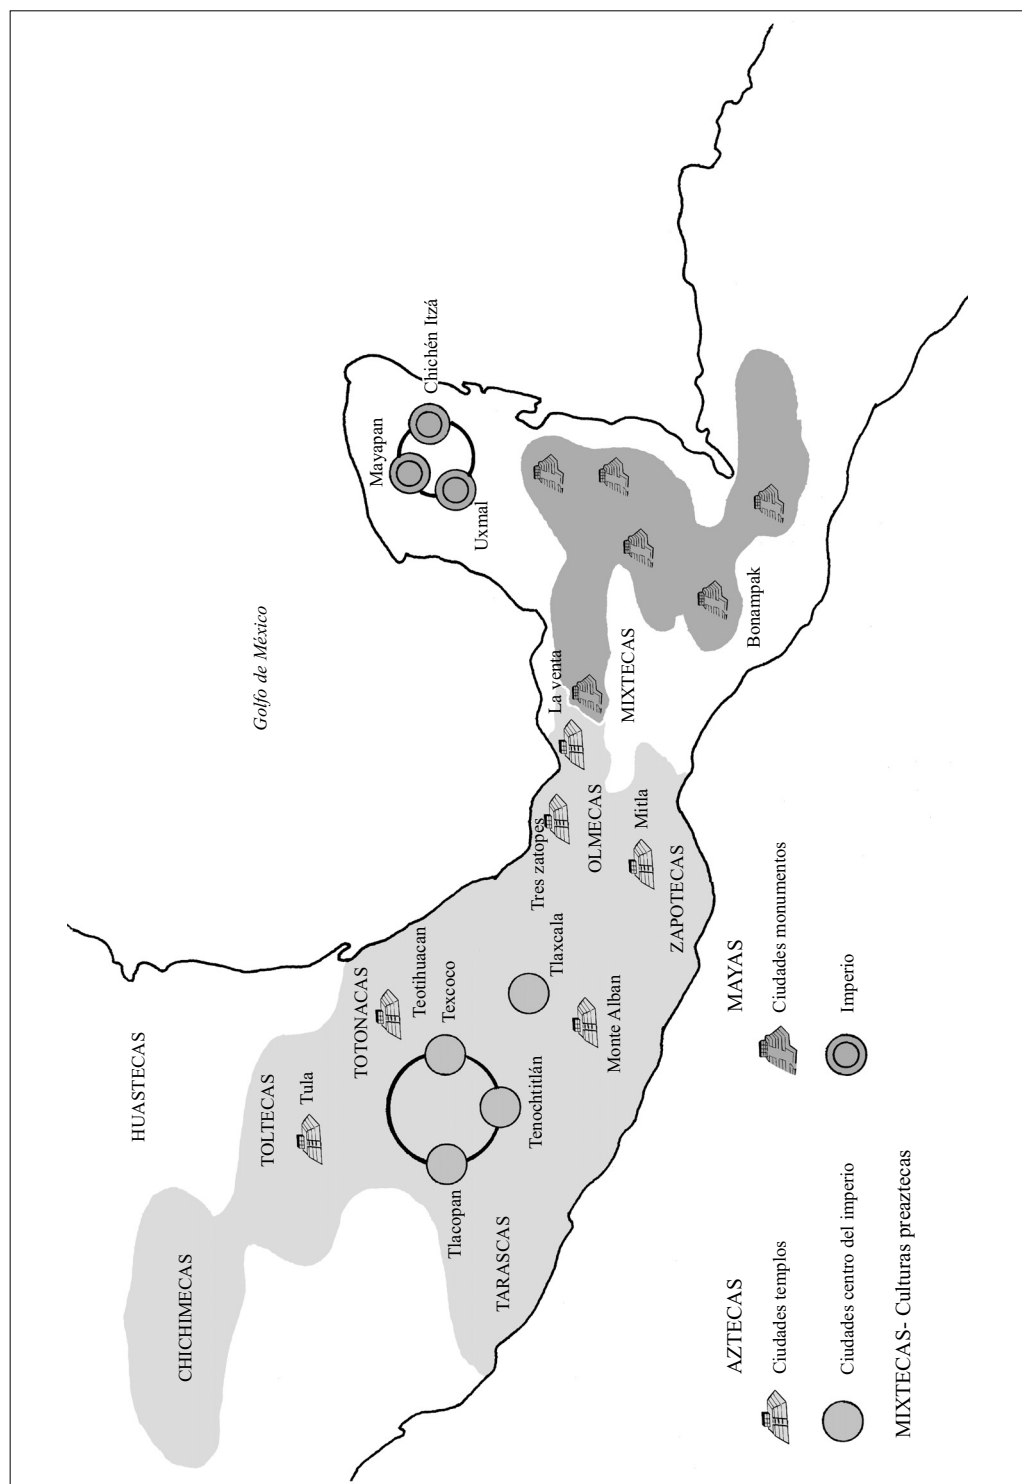 HUASTECAS
CHICHIMECAS
TOLTECAS
Tula
TOTONACAS
Teotihuacan
Texcoco
Tlacopan
Tenochtitlán
TARASCAS
Tlaxcala
Monte Alban
Golfo de México
Tres zatopes
La venta
OLMECAS
MIXTECAS
Mitla
ZAPOTECAS
Mayapan
Chichén Itzá
Uxmal
Bonampak
AZTECAS
Ciudades templos
Ciudades centro del imperio
MIXTECAS- Culturas preaztecas
MAYAS
Ciudades monumentos
Imperio